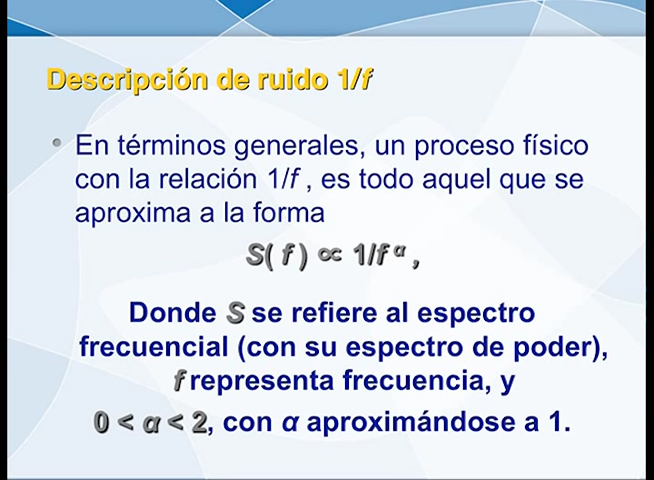 Descripción de ruido 1/f
• En términos generales, un proceso físico
con la relación 1/f , es todo aquel que se
aproxima a la forma
S( f ) ∝ 1/f ᵅ ,
Donde S se refiere al espectro
frecuencial (con su espectro de poder),
f representa frecuencia, y
0 < α < 2, con α aproximándose a 1.